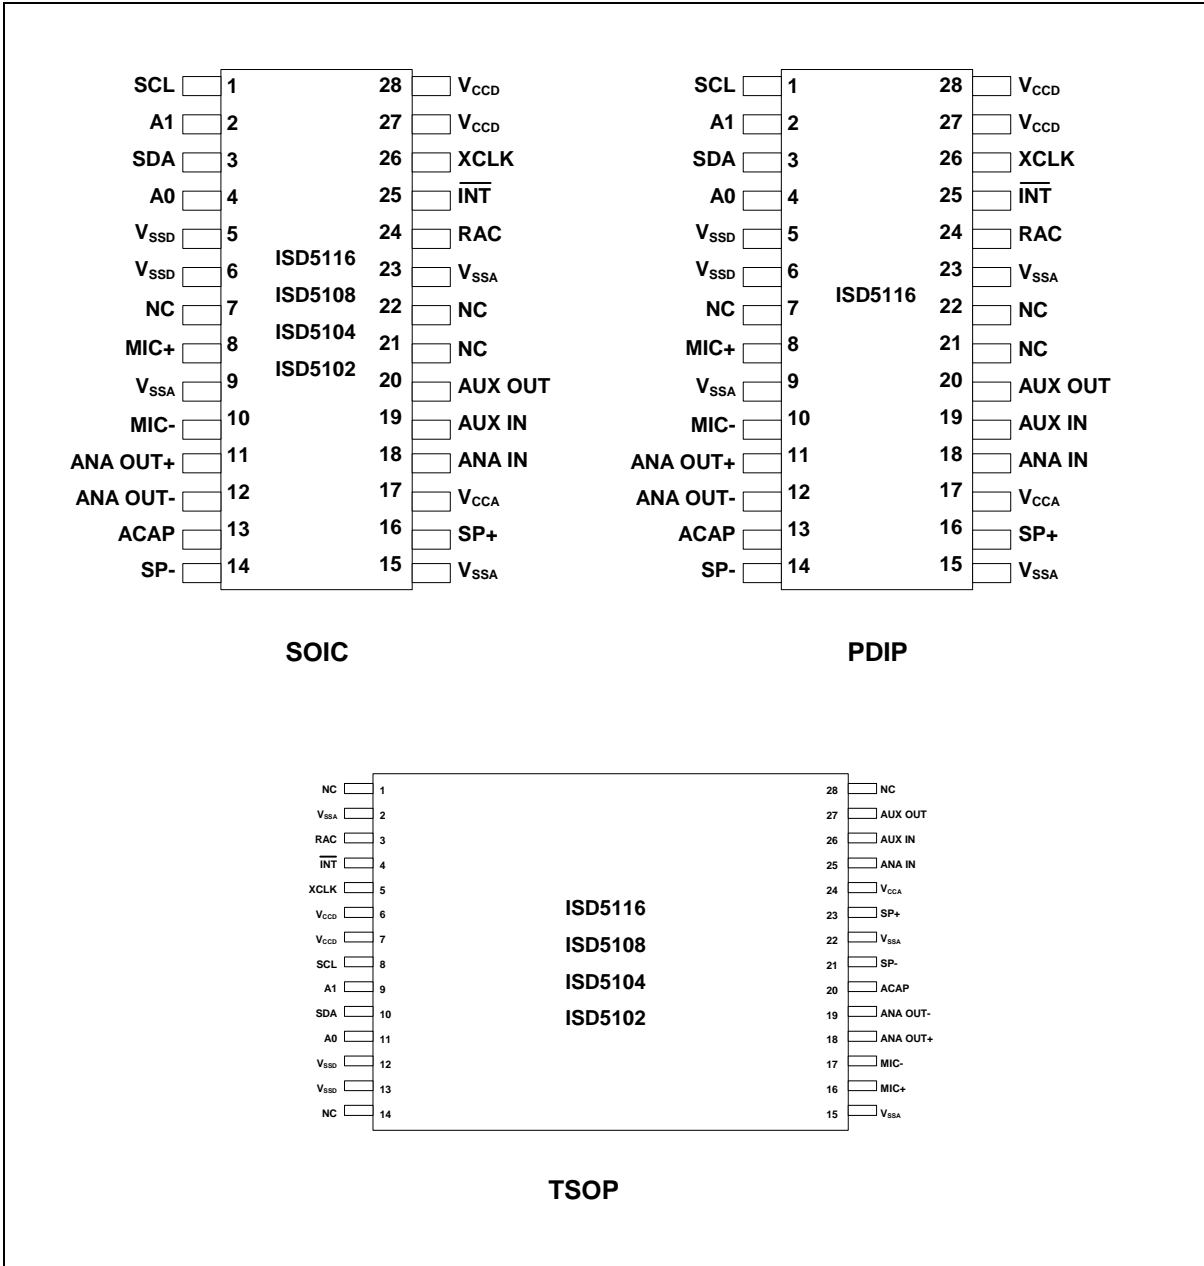 SCL 1 28 VCCD
A1 2 27 VCCD
SDA 3 26 XCLK
A0 4 25 INT
VSSD 5 24 RAC
VSSD 6 23 VSSA
NC 7 22 NC
MIC+ 8 21 NC
VSSA 9 20 AUX OUT
MIC- 10 19 AUX IN
ANA OUT+ 11 18 ANA IN
ANA OUT- 12 17 VCCA
ACAP 13 16 SP+
SP- 14 15 VSSA
ISD5116
ISD5108
ISD5104
ISD5102
SOIC
SCL 1 28 VCCD
A1 2 27 VCCD
SDA 3 26 XCLK
A0 4 25 INT
VSSD 5 24 RAC
VSSD 6 23 VSSA
NC 7 22 NC
MIC+ 8 21 NC
VSSA 9 20 AUX OUT
MIC- 10 19 AUX IN
ANA OUT+ 11 18 ANA IN
ANA OUT- 12 17 VCCA
ACAP 13 16 SP+
SP- 14 15 VSSA
ISD5116
PDIP
NC 1 28 NC
VSSA 2 27 AUX OUT
RAC 3 26 AUX IN
INT 4 25 ANA IN
XCLK 5 24 VCCA
VCCD 6 23 SP+
VCCD 7 22 VSSA
SCL 8 21 SP-
A1 9 20 ACAP
SDA 10 19 ANA OUT-
A0 11 18 ANA OUT+
VSSD 12 17 MIC-
VSSD 13 16 MIC+
NC 14 15 VSSA
ISD5116
ISD5108
ISD5104
ISD5102
TSOP